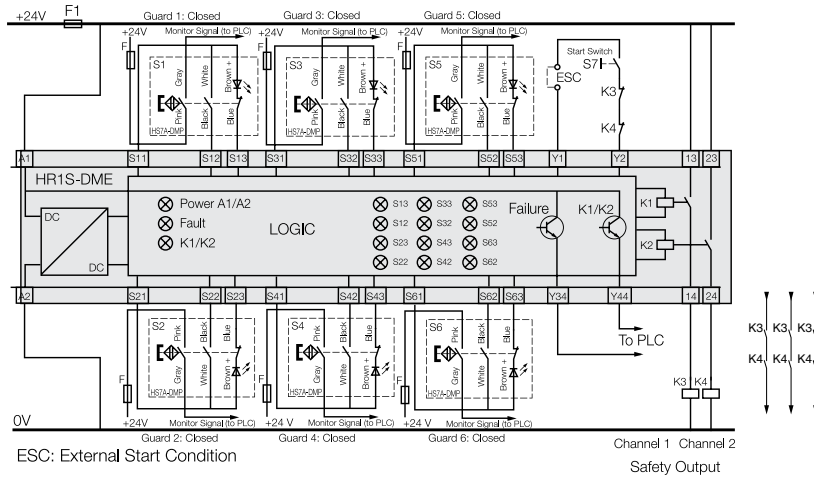 +24V F1
Guard 1: Closed Guard 3: Closed Guard 5: Closed
+24V Monitor Signal (to PLC) +24V Monitor Signal (to PLC) +24V Monitor Signal (to PLC)
F F F
Start Switch
S1 Gray White Brown + S3 Gray White Brown + S5 Gray White Brown + ESC S7
K3
Pink Black Blue Pink Black Blue Pink Black Blue
K4
HS7A-DMP HS7A-DMP HS7A-DMP
A1 S11 S12 S13 S31 S32 S33 S51 S52 S53 Y1 Y2 13 23
HR1S-DME
DC Power A1/A2 S13 S33 S53 Failure K1/K2 K1
Fault LOGIC S12 S32 S52
K1/K2 S23 S43 S63 K2
DC S22 S42 S62
A2 S21 S22 S23 S41 S42 S43 S61 S62 S63 Y34 Y44 14 24
S2 Pink Black Blue S4 Pink Black Blue S6 Pink Black Blue
To PLC
K3 K3 K3
K4 K4 K4
Gray White Brown + Gray White Brown + Gray White Brown +
F F F
K3 K4
HS7A-DMP HS7A-DMP HS7A-DMP
0V
+24V Monitor Signal (to PLC) +24V Monitor Signal (to PLC) +24 V Monitor Signal (to PLC)
Guard 2: Closed Guard 4: Closed Guard 6: Closed
Channel 1 Channel 2
ESC: External Start Condition
Safety Output